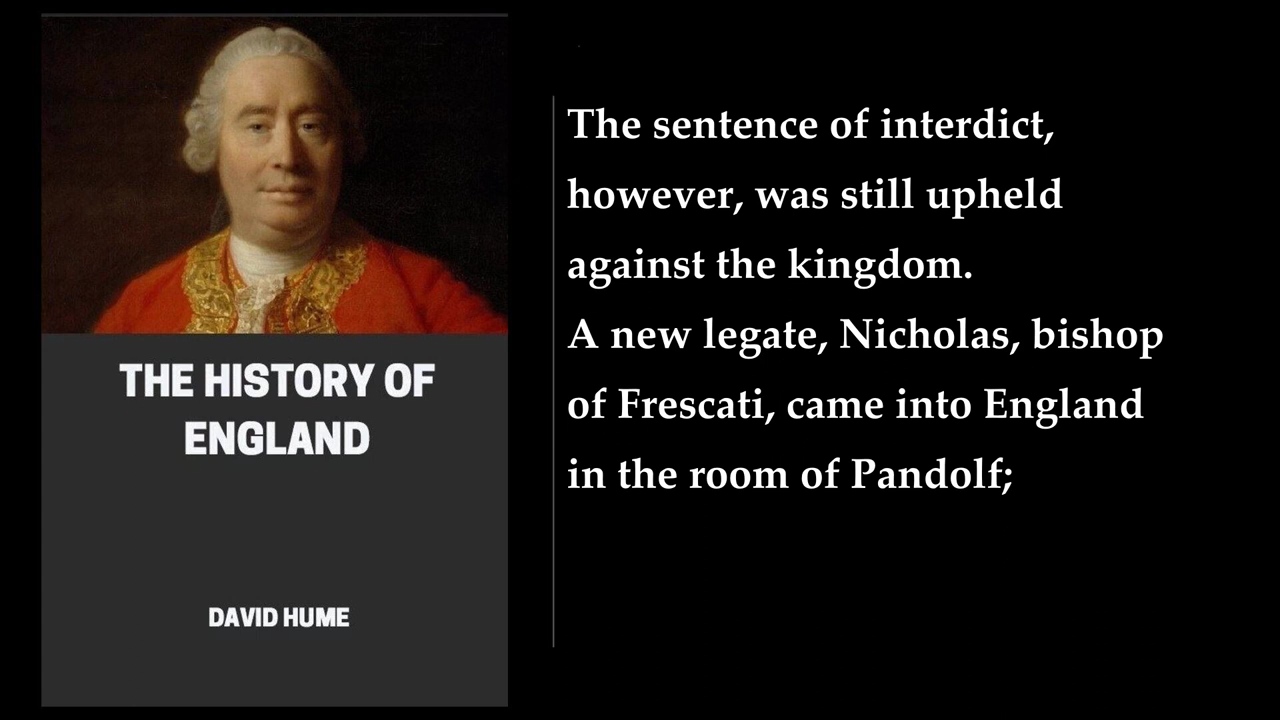 THE HISTORY OF
ENGLAND
DAVID HUME
The sentence of interdict,
however, was still upheld
against the kingdom.
A new legate, Nicholas, bishop
of Frescati, came into England
in the room of Pandolf;